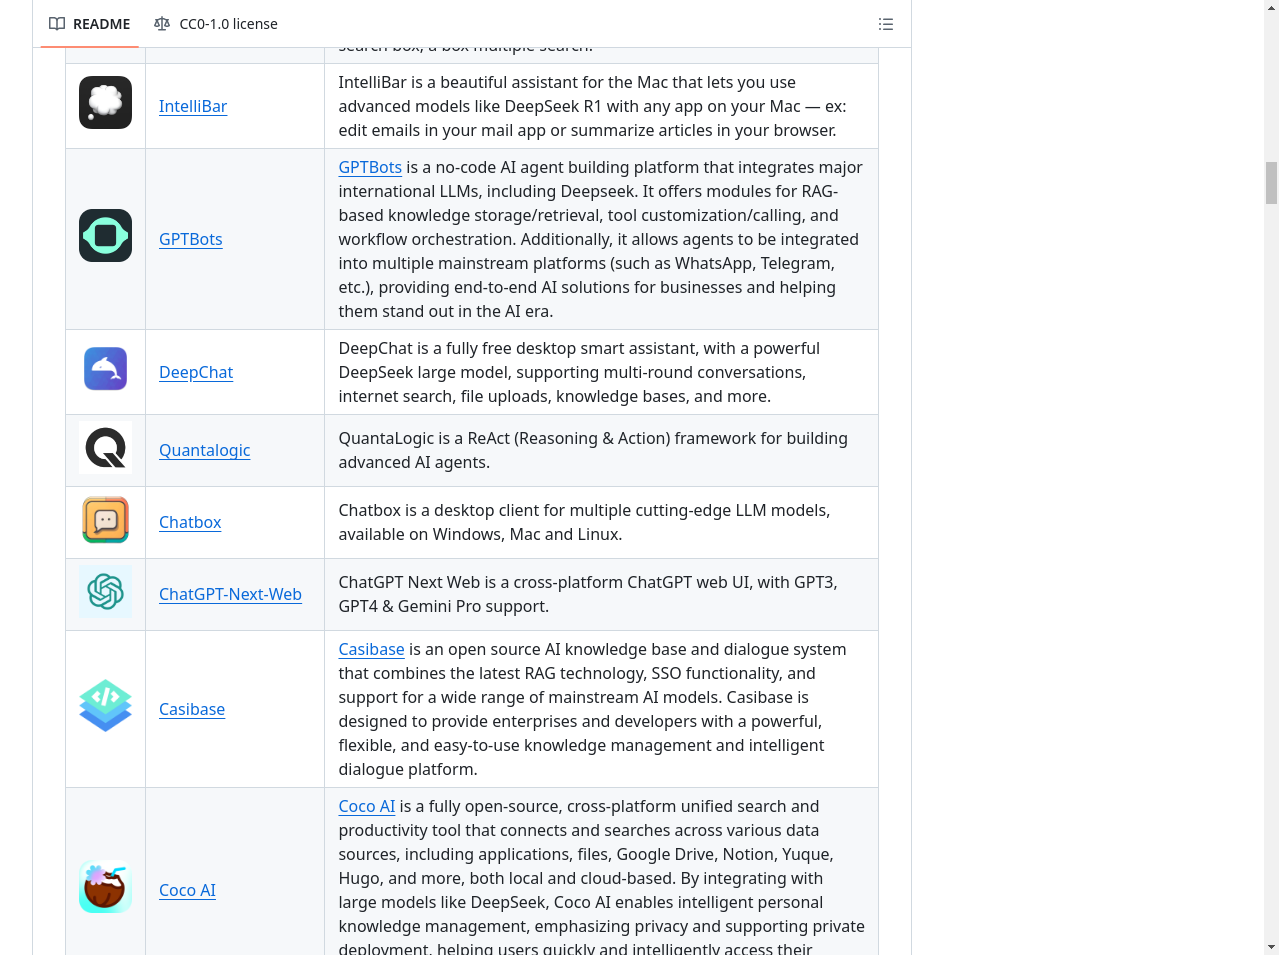 README
CC0-1.0 license
search box, a box multiple search.
IntelliBar
IntelliBar is a beautiful assistant for the Mac that lets you use
advanced models like DeepSeek R1 with any app on your Mac — ex:
edit emails in your mail app or summarize articles in your browser.
GPTBots
GPTBots is a no-code AI agent building platform that integrates major
international LLMs, including Deepseek. It offers modules for RAG-
based knowledge storage/retrieval, tool customization/calling, and
workflow orchestration. Additionally, it allows agents to be integrated
into multiple mainstream platforms (such as WhatsApp, Telegram,
etc.), providing end-to-end AI solutions for businesses and helping
them stand out in the AI era.
DeepChat
DeepChat is a fully free desktop smart assistant, with a powerful
DeepSeek large model, supporting multi-round conversations,
internet search, file uploads, knowledge bases, and more.
Quantalogic
QuantaLogic is a ReAct (Reasoning & Action) framework for building
advanced AI agents.
Chatbox
Chatbox is a desktop client for multiple cutting-edge LLM models,
available on Windows, Mac and Linux.
ChatGPT-Next-Web
ChatGPT Next Web is a cross-platform ChatGPT web UI, with GPT3,
GPT4 & Gemini Pro support.
Casibase
Casibase is an open source AI knowledge base and dialogue system
that combines the latest RAG technology, SSO functionality, and
support for a wide range of mainstream AI models. Casibase is
designed to provide enterprises and developers with a powerful,
flexible, and easy-to-use knowledge management and intelligent
dialogue platform.
Coco AI
Coco AI is a fully open-source, cross-platform unified search and
productivity tool that connects and searches across various data
sources, including applications, files, Google Drive, Notion, Yuque,
Hugo, and more, both local and cloud-based. By integrating with
large models like DeepSeek, Coco AI enables intelligent personal
knowledge management, emphasizing privacy and supporting private
deployment, helping users quickly and intelligently access their